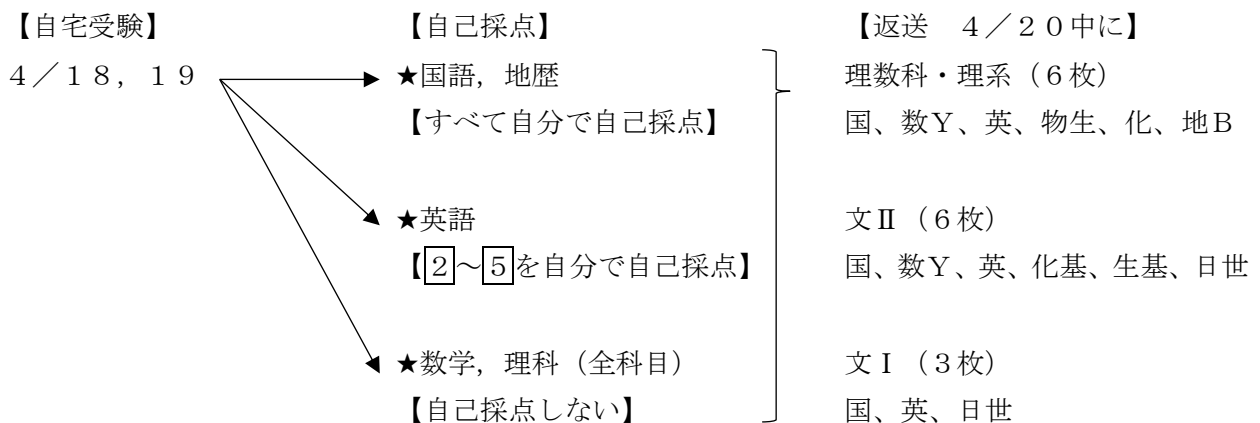 【自宅受験】 【自己採点】 【返送 4/20中に】
4/18,19 ★国語,地歴 理数科・理系(6枚)
【すべて自分で自己採点】 国、数Y、英、物生、化、地B
★英語 文Ⅱ(6枚)
【2~5を自分で自己採点】 国、数Y、英、化基、生基、日世
★数学,理科(全科目) 文Ⅰ(3枚)
【自己採点しない】 国、英、日世